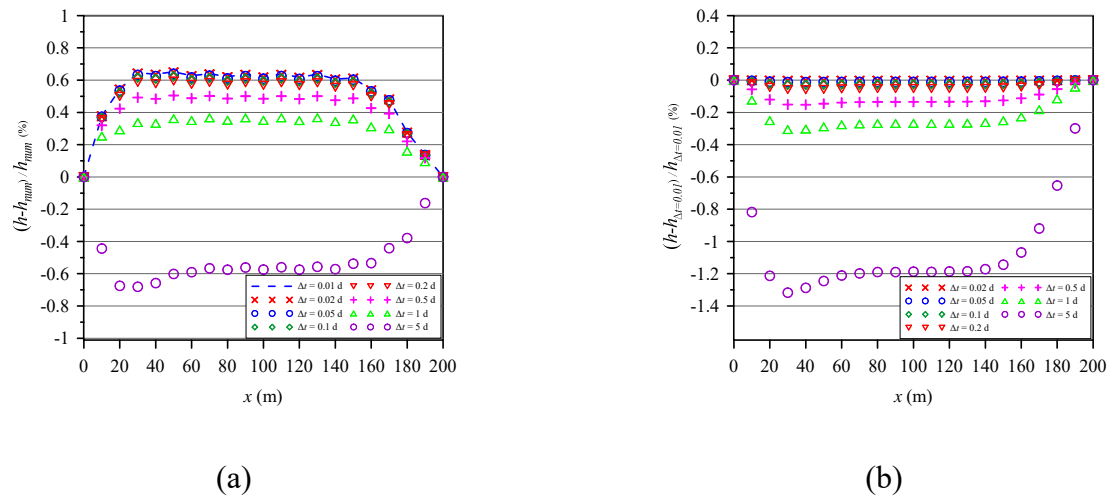 1
0.8
0.6
0.4
0.2
0
-0.2
-0.4
-0.6
-0.8
-1
(h-hnum)/hnum (%)
0 20 40 60 80 100 120 140 160 180 200
x (m)
Δt = 0.01 d
Δt = 0.02 d
Δt = 0.05 d
Δt = 0.1 d
Δt = 0.2 d
Δt = 0.5 d
Δt = 1 d
Δt = 5 d
(a)
0.4
0.2
0
-0.2
-0.4
-0.6
-0.8
-1
-1.2
-1.4
(h-hΔt=0.01)/hΔt=0.01 (%)
0 20 40 60 80 100 120 140 160 180 200
x (m)
Δt = 0.02 d
Δt = 0.05 d
Δt = 0.1 d
Δt = 0.2 d
Δt = 0.5 d
Δt = 1 d
Δt = 5 d
(b)